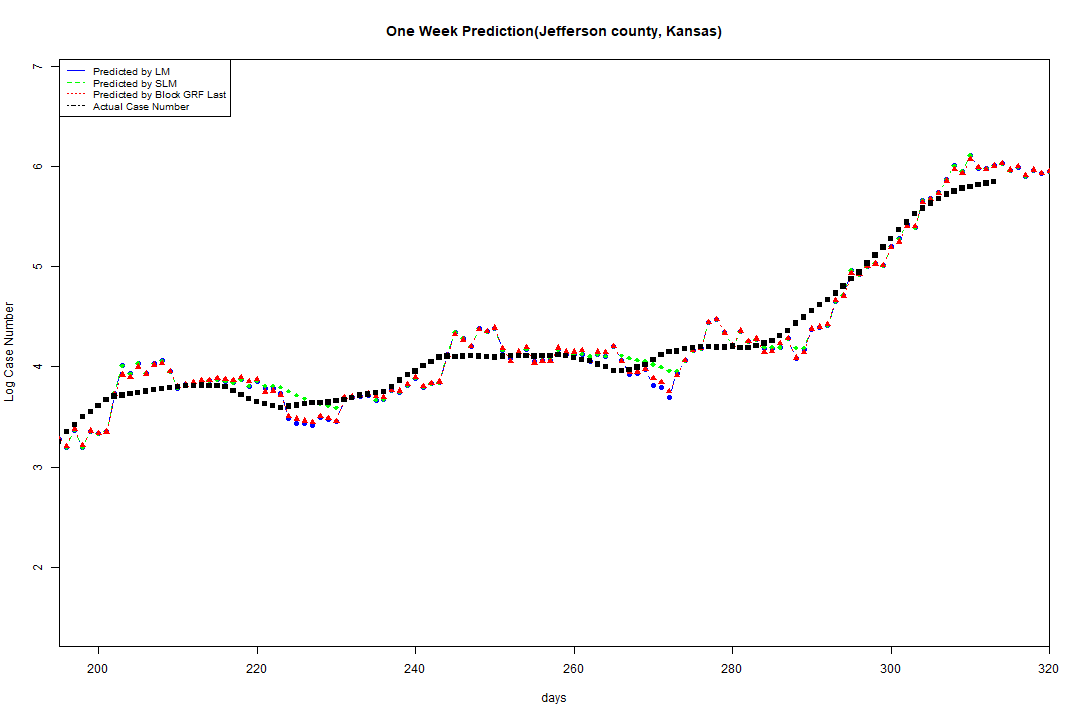 One Week Prediction(Jefferson county, Kansas)
Predicted by LM
Predicted by SLM
Predicted by Block GRF Last
Actual Case Number
7
6
5
4
3
2
Log Case Number
200 220 240 260 280 300 320
days